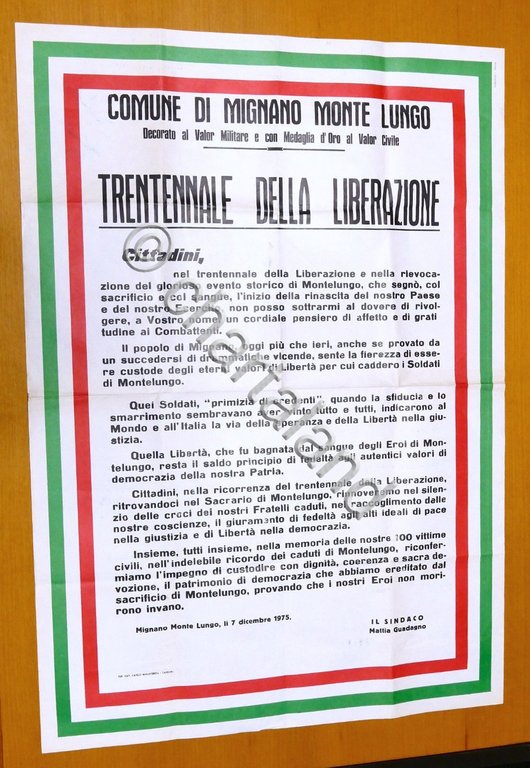 COMUNE DI MIGNANO MONTE LUNGO
Decorato al Valor Militare e con Medaglia d'Oro al Valor Civile
TRENTENNALE DELLA LIBERAZIONE
Cittadini,
nel trentennale della Liberazione e nella rievoca-
zione del glorioso evento storico di Montelungo, che segnò, col
sacrificio e col sangue, l'inizio della rinascita del nostro Paese
e del nostro Esercito, non posso sottrarmi al dovere di rivol-
gere, a Vostro nome, un cordiale pensiero di affetto e di grati
tudine ai Combattenti.
Il popolo di Mignano, oggi più che ieri, anche se provato da
un succedersi di drammatiche vicende, sente la fierezza di esse-
re custode degli eterni valori di Libertà per cui caddero i Soldati
di Montelungo.
Quei Soldati, "primizia di credenti", quando la sfiducia e lo
smarrimento sembravano aver vinto tutto e tutti, indicarono al
Mondo e all'Italia la via della speranza e della Libertà nella giu-
stizia.
Quella Libertà, che fu bagnata dal sangue degli Eroi di Mon-
telungo, resta il saldo principio di fedeltà agli autentici valori di
democrazia della nostra Patria.
Cittadini, nella ricorrenza del trentennale della Liberazione,
ritrovandoci nel Sacrario di Montelungo, rinnoviamo nel silen-
zio delle croci dei nostri Fratelli caduti, nel raccoglimento delle
nostre coscienze, il giuramento di fedeltà agli alti ideali di pace
nella giustizia e di Libertà nella democrazia.
Insieme, tutti insieme, nella memoria delle nostre 100 vittime
civili, nell'indelebile ricordo dei caduti di Montelungo, riconfer-
miamo l'impegno di custodire con dignità, coerenza e sacra de-
vozione, il patrimonio di democrazia che abbiamo ereditato dal
sacrificio di Montelungo, provando che i nostri Eroi non mori-
rono invano.
Mignano Monte Lungo, li 7 dicembre 1975.
IL SINDACO
Mattia Guadagno
© chartaland